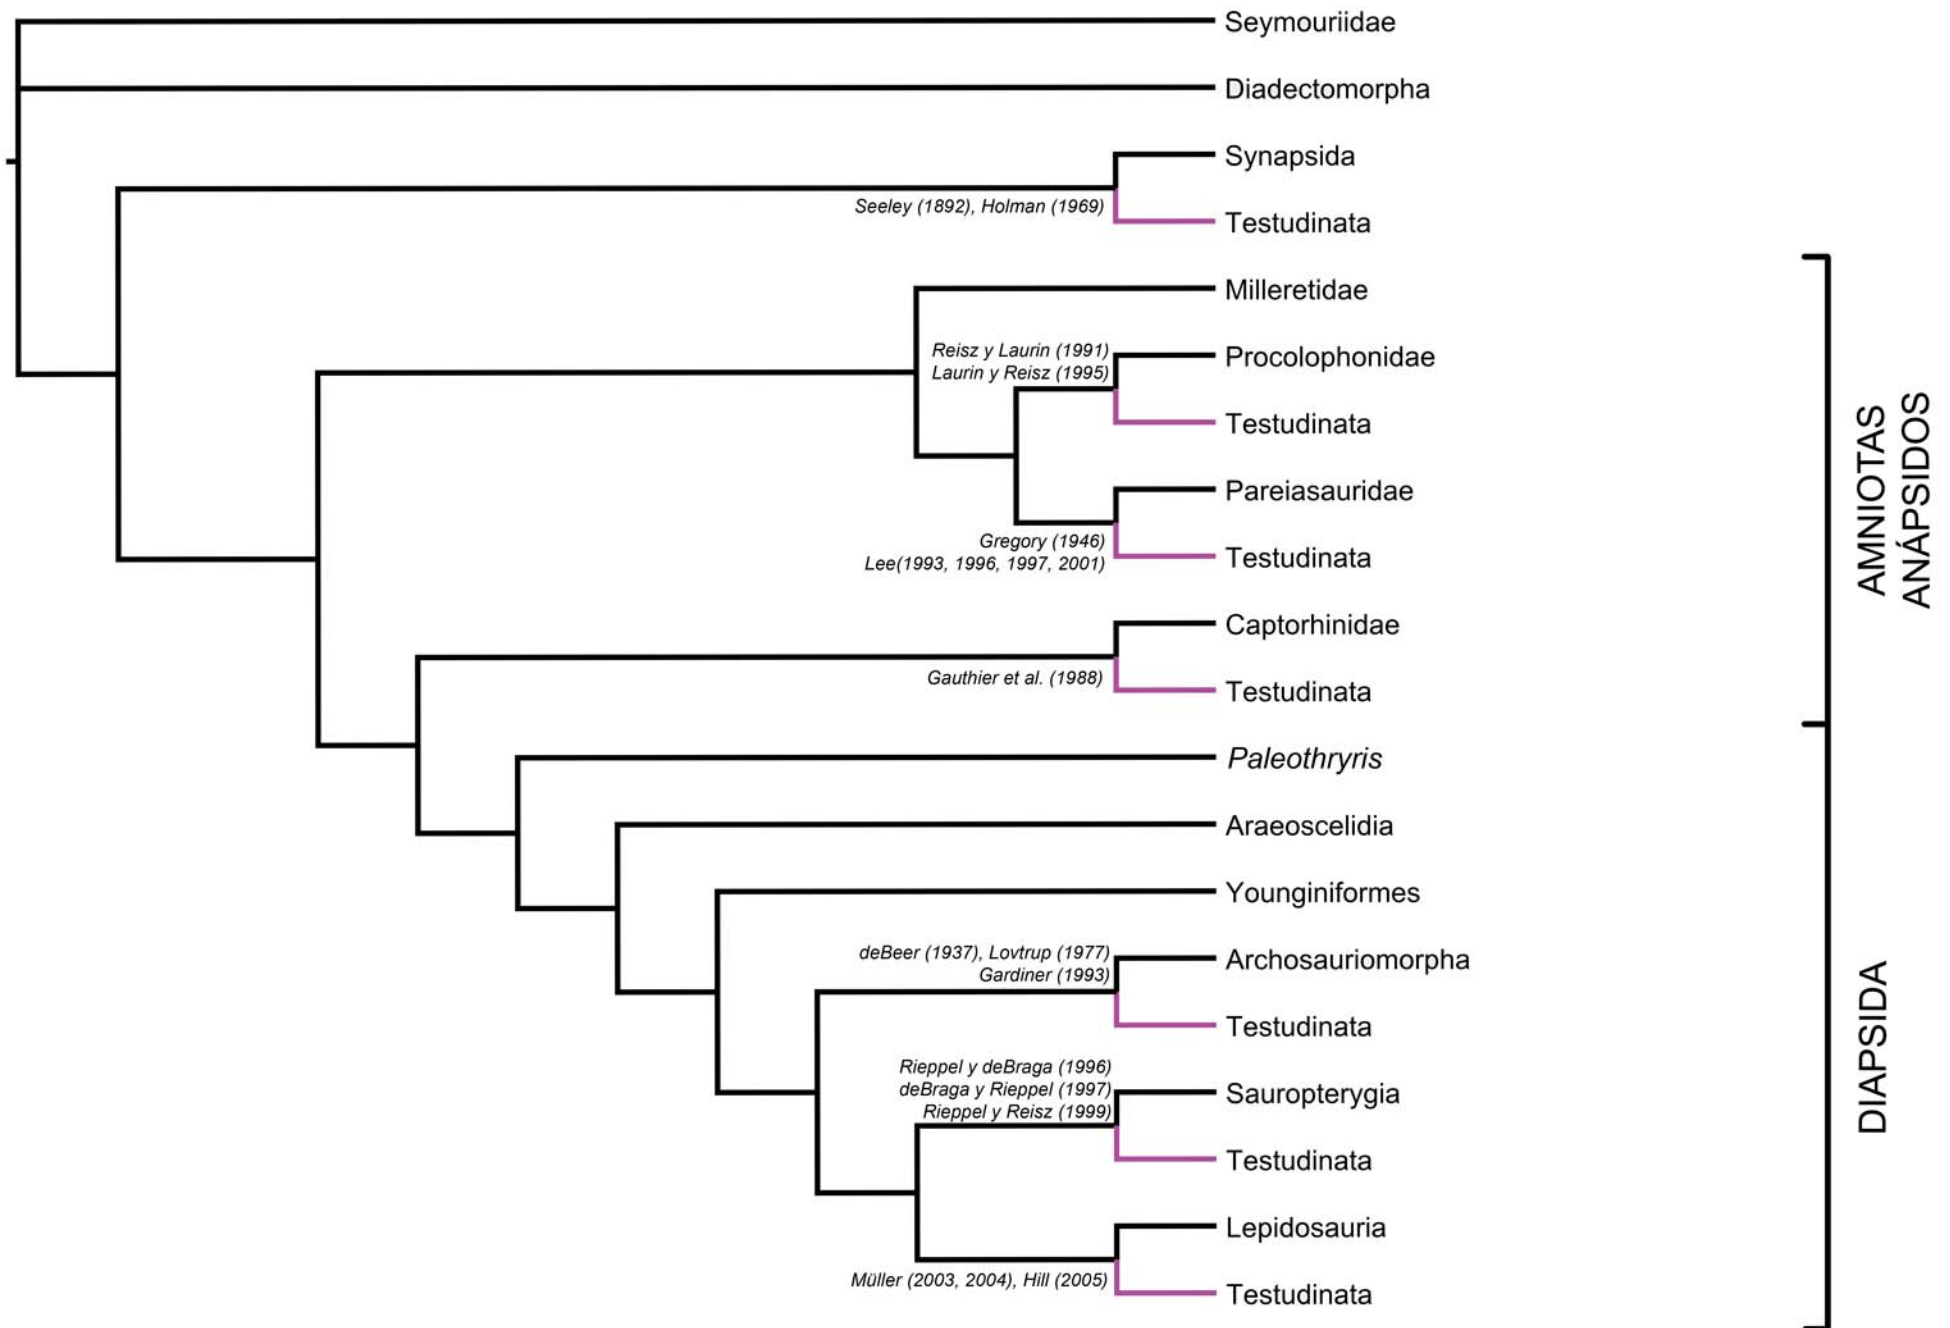 Seymouriidae
Diadectomorpha
Synapsida
Seeley (1892), Holman (1969)
Testudinata
Milleretidae
Reisz y Laurin (1991)
Laurin y Reisz (1995)
Procolophonidae
Testudinata
Pareiasauridae
Gregory (1946)
Lee(1993, 1996, 1997, 2001)
Testudinata
Captorhinidae
Gauthier et al. (1988)
Testudinata
Paleothryris
Araeoscelidia
Younginiformes
deBeer (1937), Lovtrup (1977)
Gardiner (1993)
Archosauriomorpha
Testudinata
Rieppel y deBraga (1996)
deBraga y Rieppel (1997)
Rieppel y Reisz (1999)
Sauropterygia
Testudinata
Lepidosauria
Müller (2003, 2004), Hill (2005)
Testudinata
AMNIOTAS
ANÁPSIDOS
DIAPSIDA